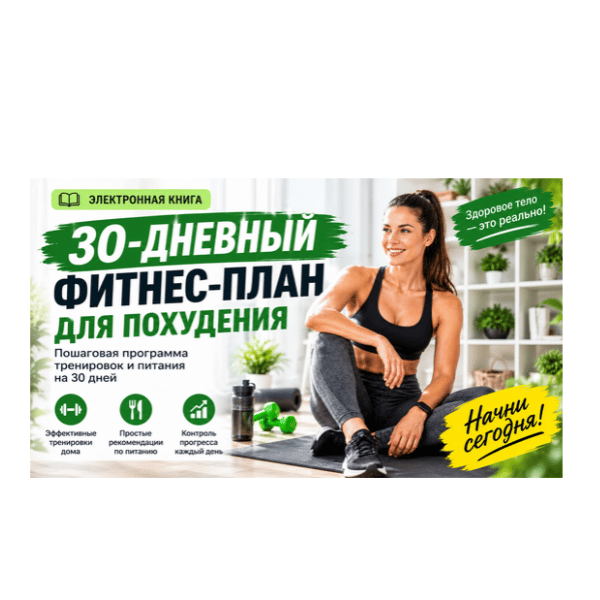 ЭЛЕКТРОННАЯ КНИГА
30-ДНЕВНЫЙ
ФИТНЕС-ПЛАН
ДЛЯ ПОХУДЕНИЯ
Пошаговая программа
тренировок и питания
на 30 дней
Эффективные
тренировки
дома
Простые
рекомендации
по питанию
Контроль
прогресса
каждый день
Здоровое тело
— это реально!
Начни
сегодня!